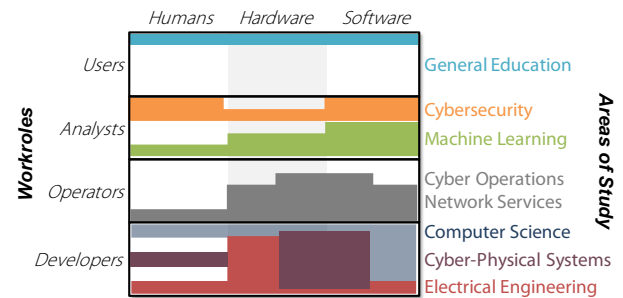 Humans Hardware Software
Workroles
Areas of Study
Users
General Education
Analysts
Cybersecurity
Machine Learning
Operators
Cyber Operations
Network Services
Developers
Computer Science
Cyber-Physical Systems
Electrical Engineering